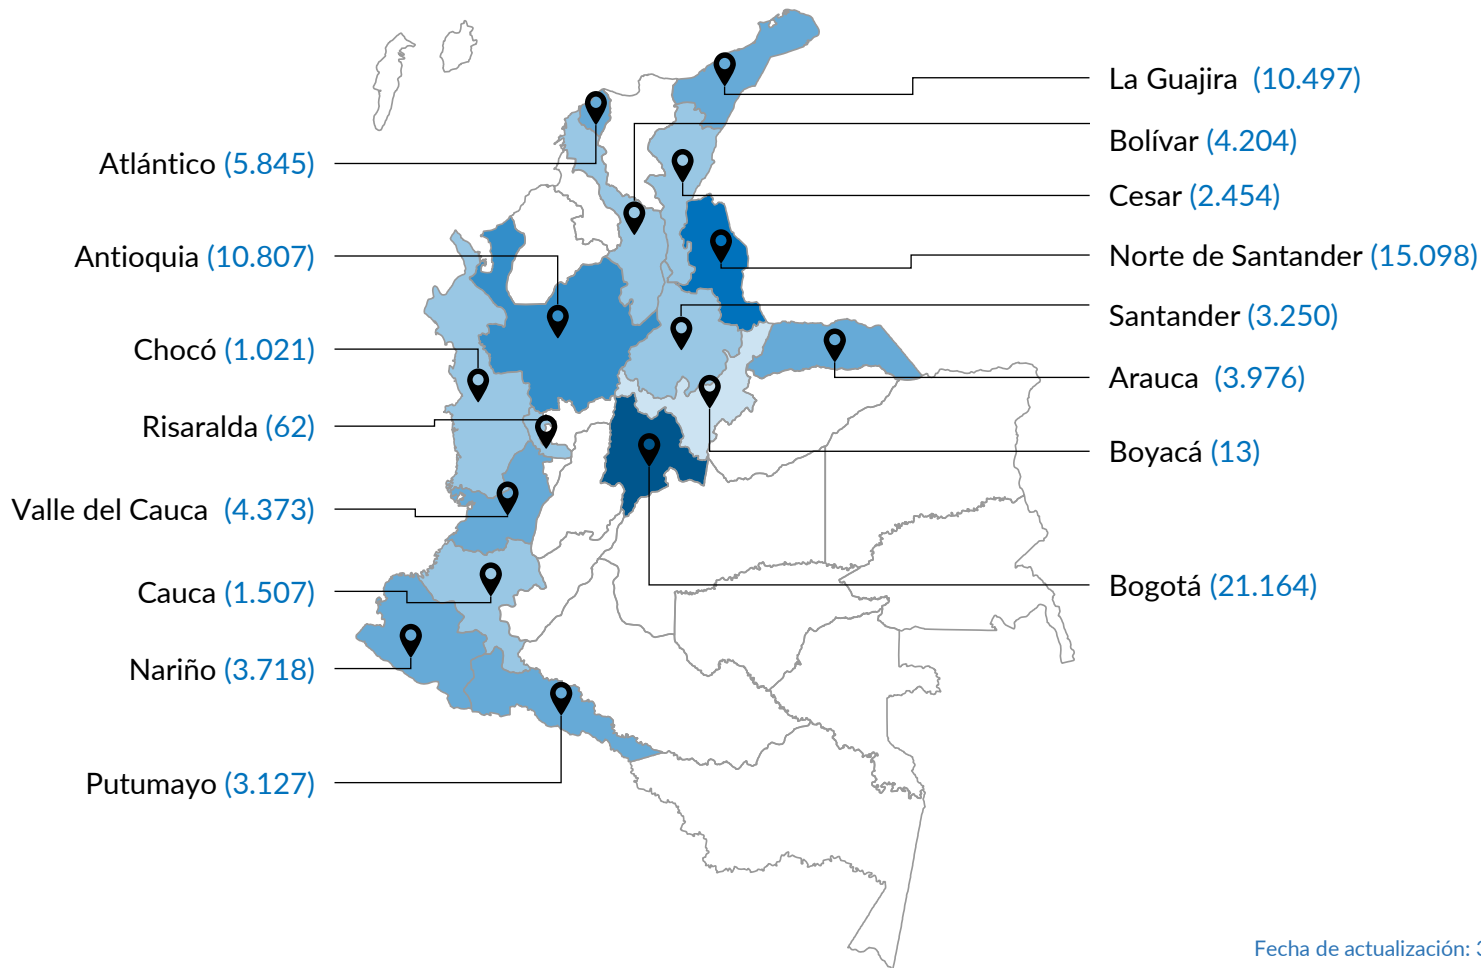 La Guajira (10.497)
Bolívar (4.204)
Atlántico (5.845)
Cesar (2.454)
Antioquia (10.807)
Norte de Santander (15.098)
Santander (3.250)
Chocó (1.021)
Arauca (3.976)
Risaralda (62)
Boyacá (13)
Valle del Cauca (4.373)
Cauca (1.507)
Bogotá (21.164)
Nariño (3.718)
Putumayo (3.127)
Fecha de actualización: